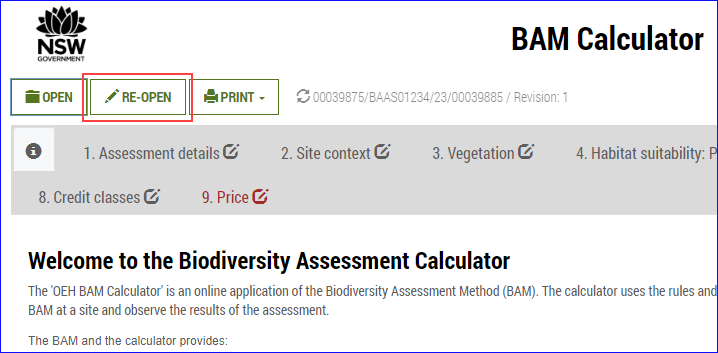 NSW
GOVERNMENT
BAM Calculator
OPEN RE-OPEN PRINT 00039875/BAAS01234/23/00039885 / Revision: 1
1. Assessment details 2. Site context 3. Vegetation 4. Habitat suitability: P
8. Credit classes 9. Price
Welcome to the Biodiversity Assessment Calculator
The 'OEH BAM Calculator' is an online application of the Biodiversity Assessment Method (BAM). The calculator uses the rules and
BAM at a site and observe the results of the assessment.
The BAM and the calculator provides: